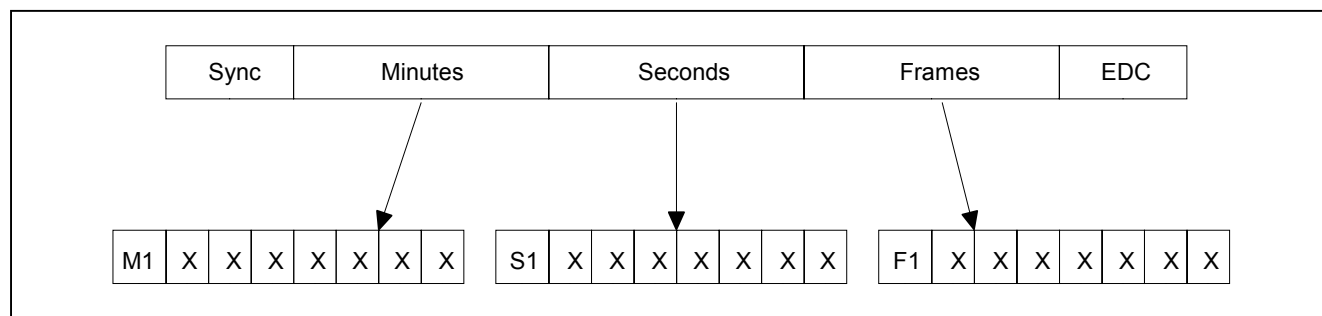 Sync Minutes Seconds Frames EDC
M1 X X X X X X X S1 X X X X X X X F1 X X X X X X X